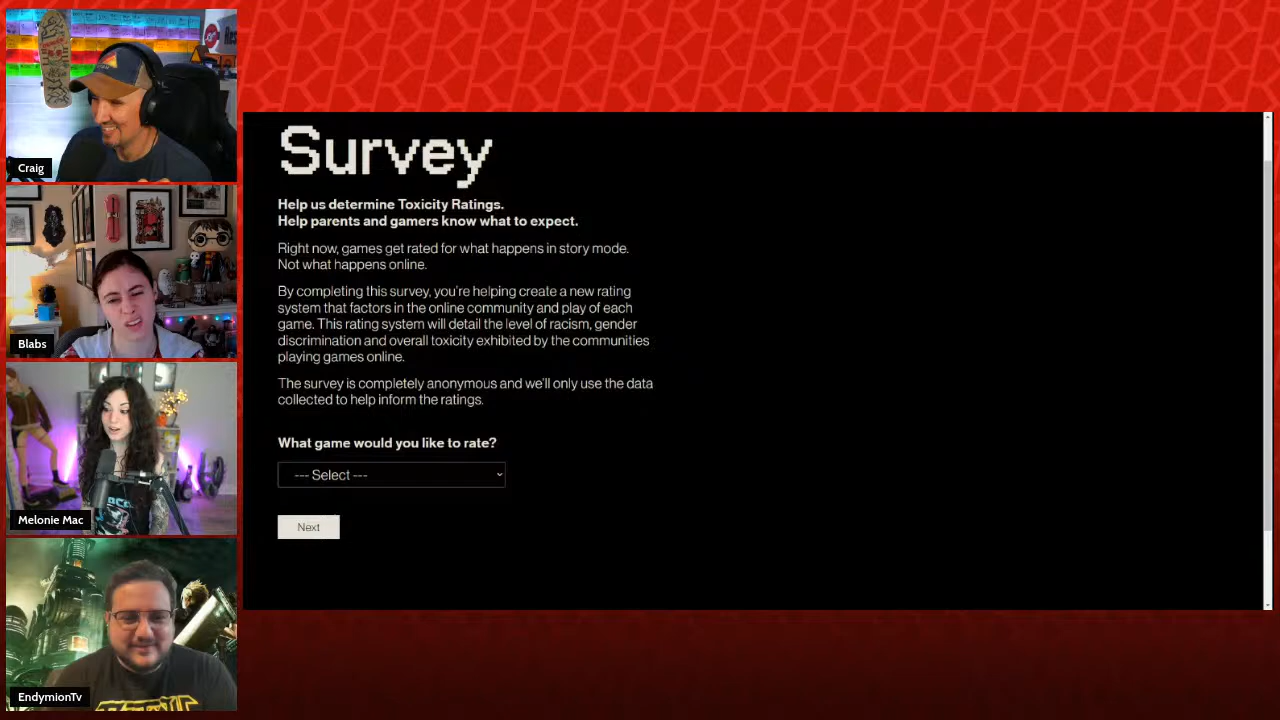 Craig
Blabs
Melonie Mac
EndymionTv
Survey
Help us determine Toxicity Ratings.
Help parents and gamers know what to expect.
Right now, games get rated for what happens in story mode.
Not what happens online.
By completing this survey, you're helping create a new rating
system that factors in the online community and play of each
game. This rating system will detail the level of racism, gender
discrimination and overall toxicity exhibited by the communities
playing games online.
The survey is completely anonymous and we'll only use the data
collected to help inform the ratings.
What game would you like to rate?
--- Select ---
Next